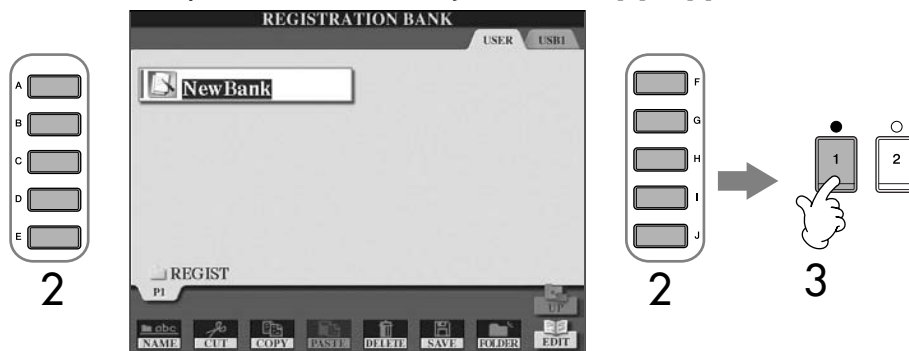 REGISTRATION BANK
USER USB1
NewBank
A
B
C
D
E
F
G
H
I
J
1 2
REGIST
P1
UP
abc
NAME CUT COPY PASTE DELETE SAVE FOLDER EDIT
2
2
3